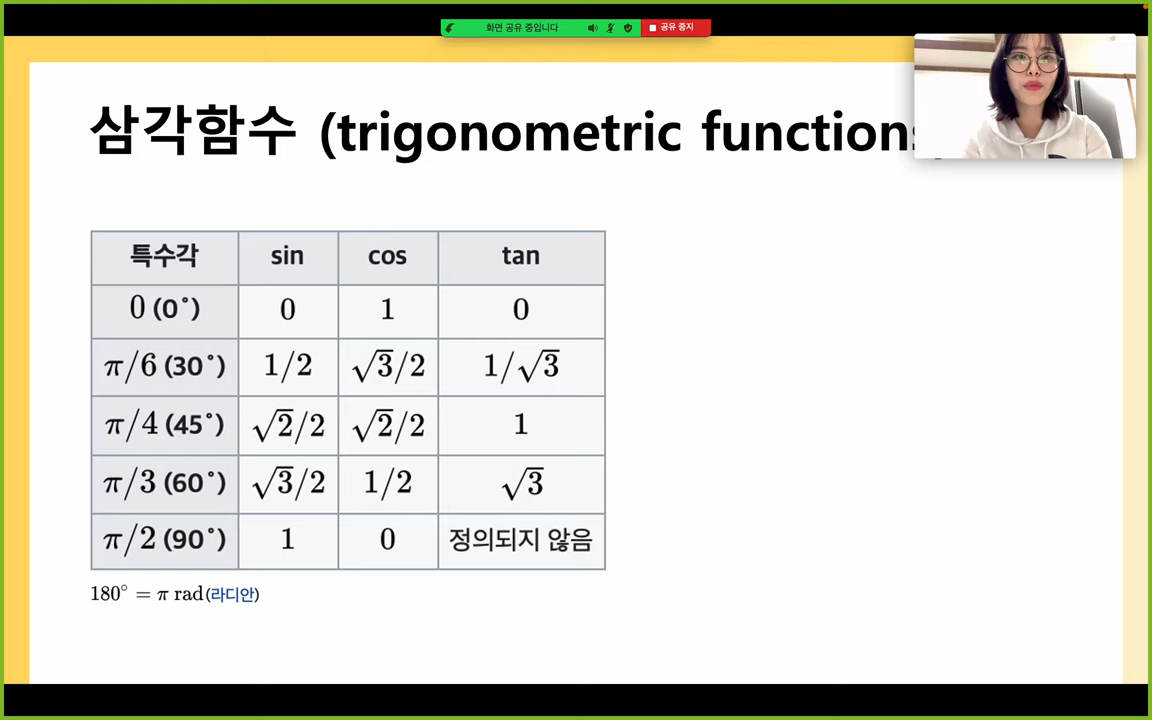 화면 공유 중입니다 공유 중지
삼각함수 (trigonometric functions
특수각 sin cos tan
0 (0°) 0 1 0
π/6 (30°) 1/2 √3/2 1/√3
π/4 (45°) √2/2 √2/2 1
π/3 (60°) √3/2 1/2 √3
π/2 (90°) 1 0 정의되지 않음
180° = π rad(라디안)